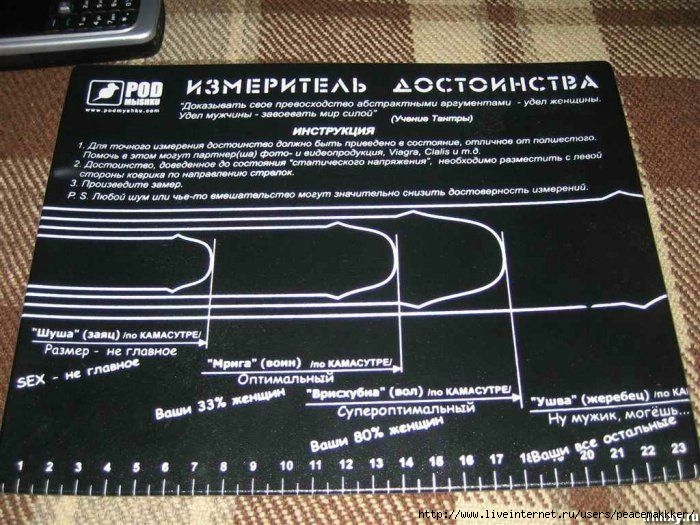 POD
МЫШКУ
www.podmyshku.com
ИЗМЕРИТЕЛЬ ДОСТОИНСТВА
"Доказывать свое превосходство абстрактными аргументами - удел женщины.
Удел мужчины - завоевать мир силой" (Учение Тантры)
ИНСТРУКЦИЯ
1. Для точного измерения достоинство должно быть приведено в состояние, отличное от полшестого.
Помочь в этом могут партнер(ша) фото- и видеопродукция, Viagra, Cialis и т.д.
2. Достоинство, доведенное до состояния "статического напряжения", необходимо разместить с левой
стороны коврика по направлению стрелок.
3. Произведите замер.
P. S. Любой шум или чье-то вмешательство могут значительно снизить достоверность измерений.
"Шуша" (заяц) /по КАМАСУТРЕ/
Размер - не главное
SEX - не главное
"Мрига" (воин) /по КАМАСУТРЕ/
Оптимальный
Ваши 33% женщин
"Врисхубна" (вол) /по КАМАСУТРЕ/
Супероптимальный
Ваши 80% женщин
"Ушва" (жеребец) /по КА
Ну мужик, могёшь...
Ваши все остальные
1 2 3 4 5 6 7 8 9 10 11 12 13 14 15 16 17 18 20 21 22 23
http://www.liveinternet.ru/users/peacemakker